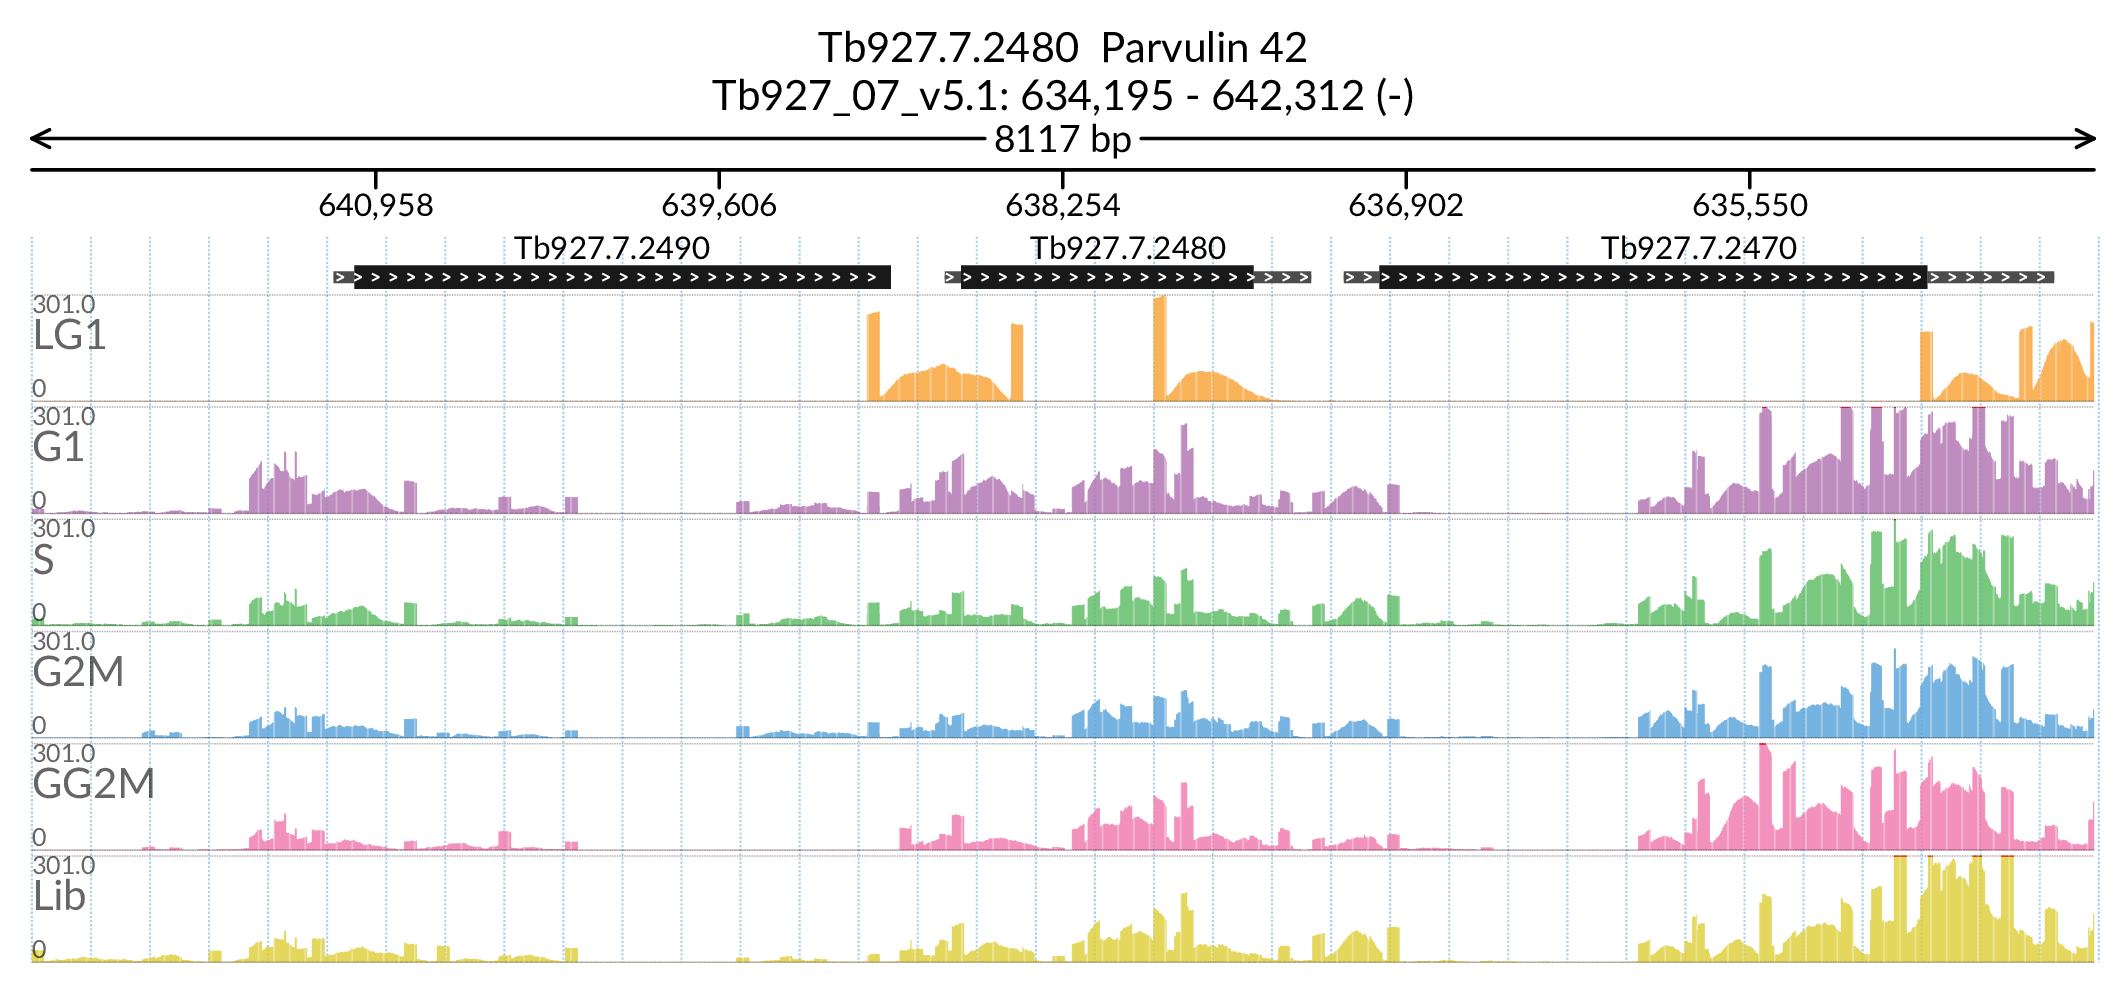 Tb927.7.2480 Parvulin 42
Tb927_07_v5.1: 634,195 - 642,312 (-)
8117 bp
640,958 639,606 638,254 636,902 635,550
Tb927.7.2490 Tb927.7.2480 Tb927.7.2470
301.0
LG1
0
301.0
G1
0
301.0
S
0
301.0
G2M
0
301.0
GG2M
0
301.0
Lib
0